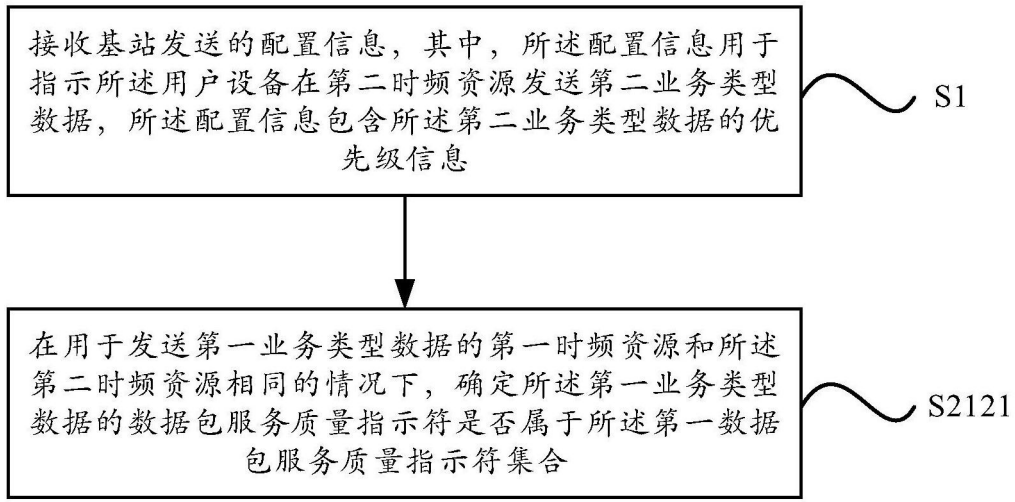 接收基站发送的配置信息，其中，所述配置信息用于
指示所述用户设备在第二时频资源发送第二业务类型
数据，所述配置信息包含所述第二业务类型数据的优
先级信息
S1
在用于发送第一业务类型数据的第一时频资源和所述
第二时频资源相同的情况下，确定所述第一业务类型
数据的数据包服务质量指示符是否属于所述第一数据
包服务质量指示符集合
S2121